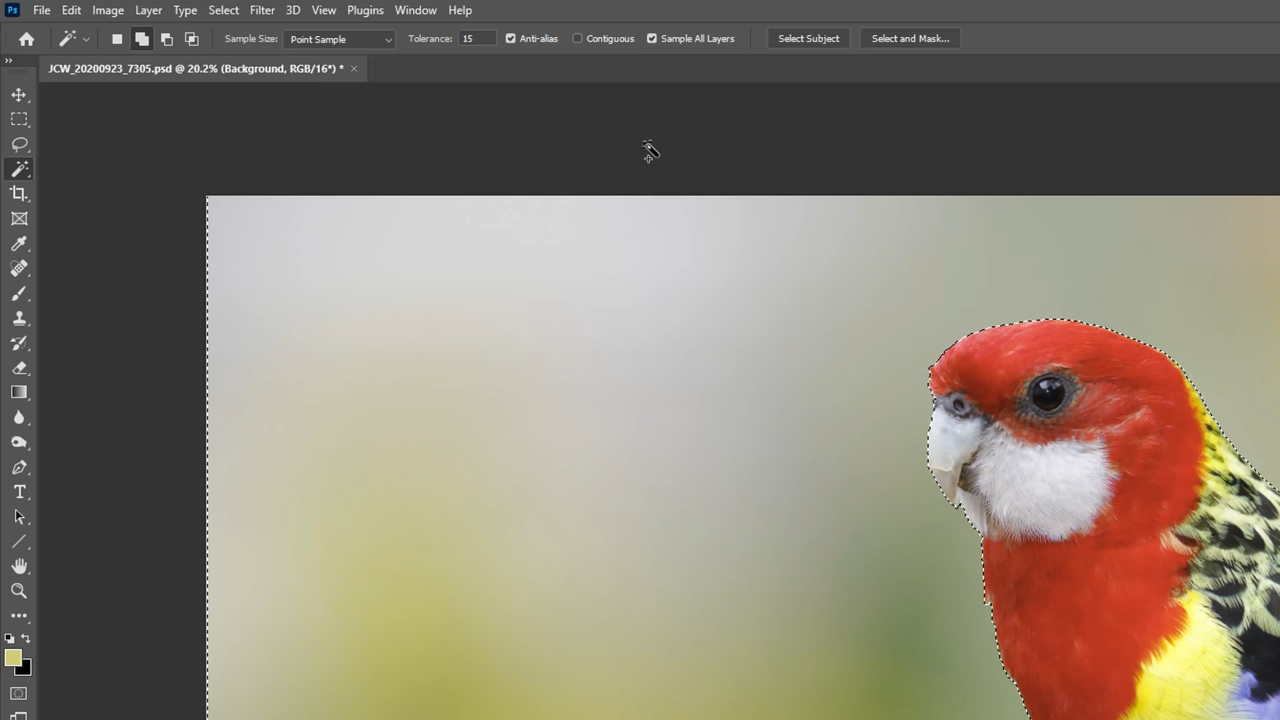 Ps File Edit Image Layer Type Select Filter 3D View Plugins Window Help
Sample Size: Point Sample Tolerance: 15 Anti-alias Contiguous Sample All Layers Select Subject Select and Mask...
JCW_20200923_7305.psd @ 20.2% (Background, RGB/16*) * ×
T